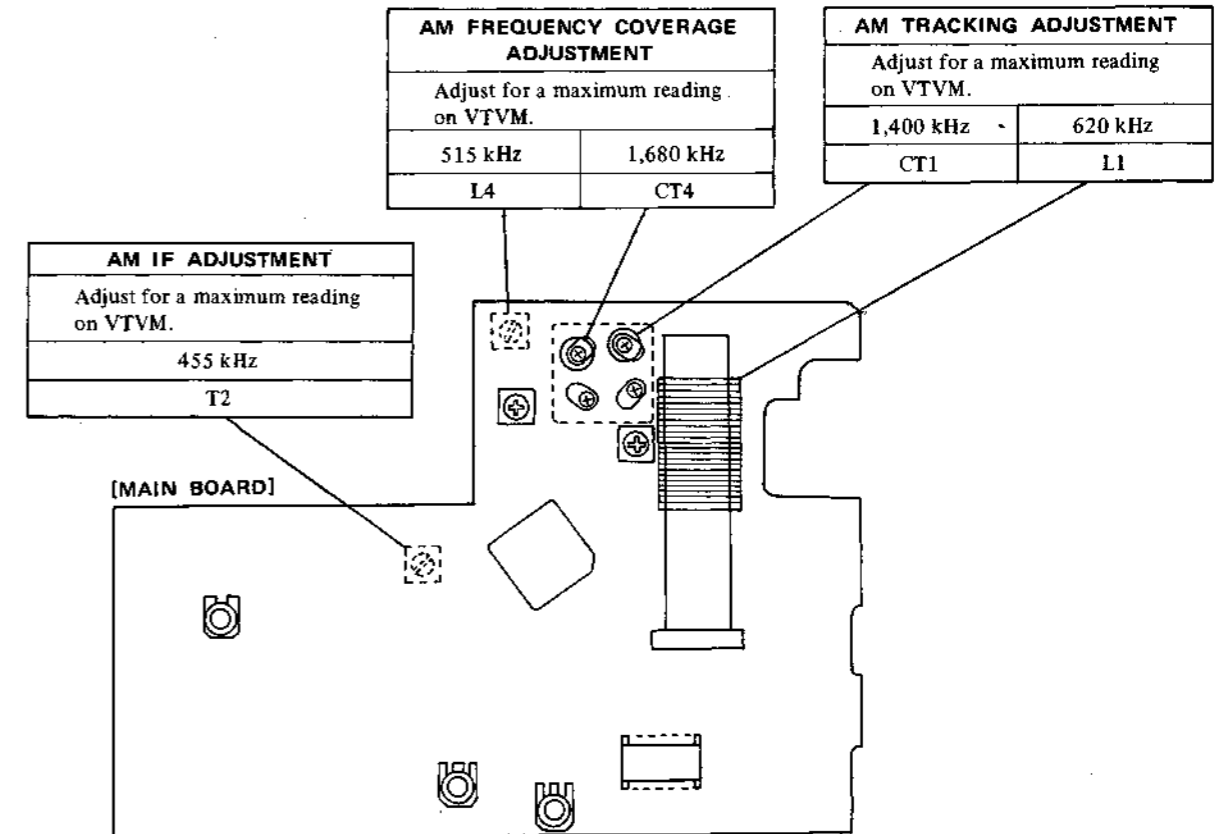 AM FREQUENCY COVERAGE
ADJUSTMENT
Adjust for a maximum reading
on VTVM.
515 kHz 1,680 kHz
L4 CT4
AM TRACKING ADJUSTMENT
Adjust for a maximum reading
on VTVM.
1,400 kHz 620 kHz
CT1 L1
AM IF ADJUSTMENT
Adjust for a maximum reading
on VTVM.
455 kHz
T2
[MAIN BOARD]